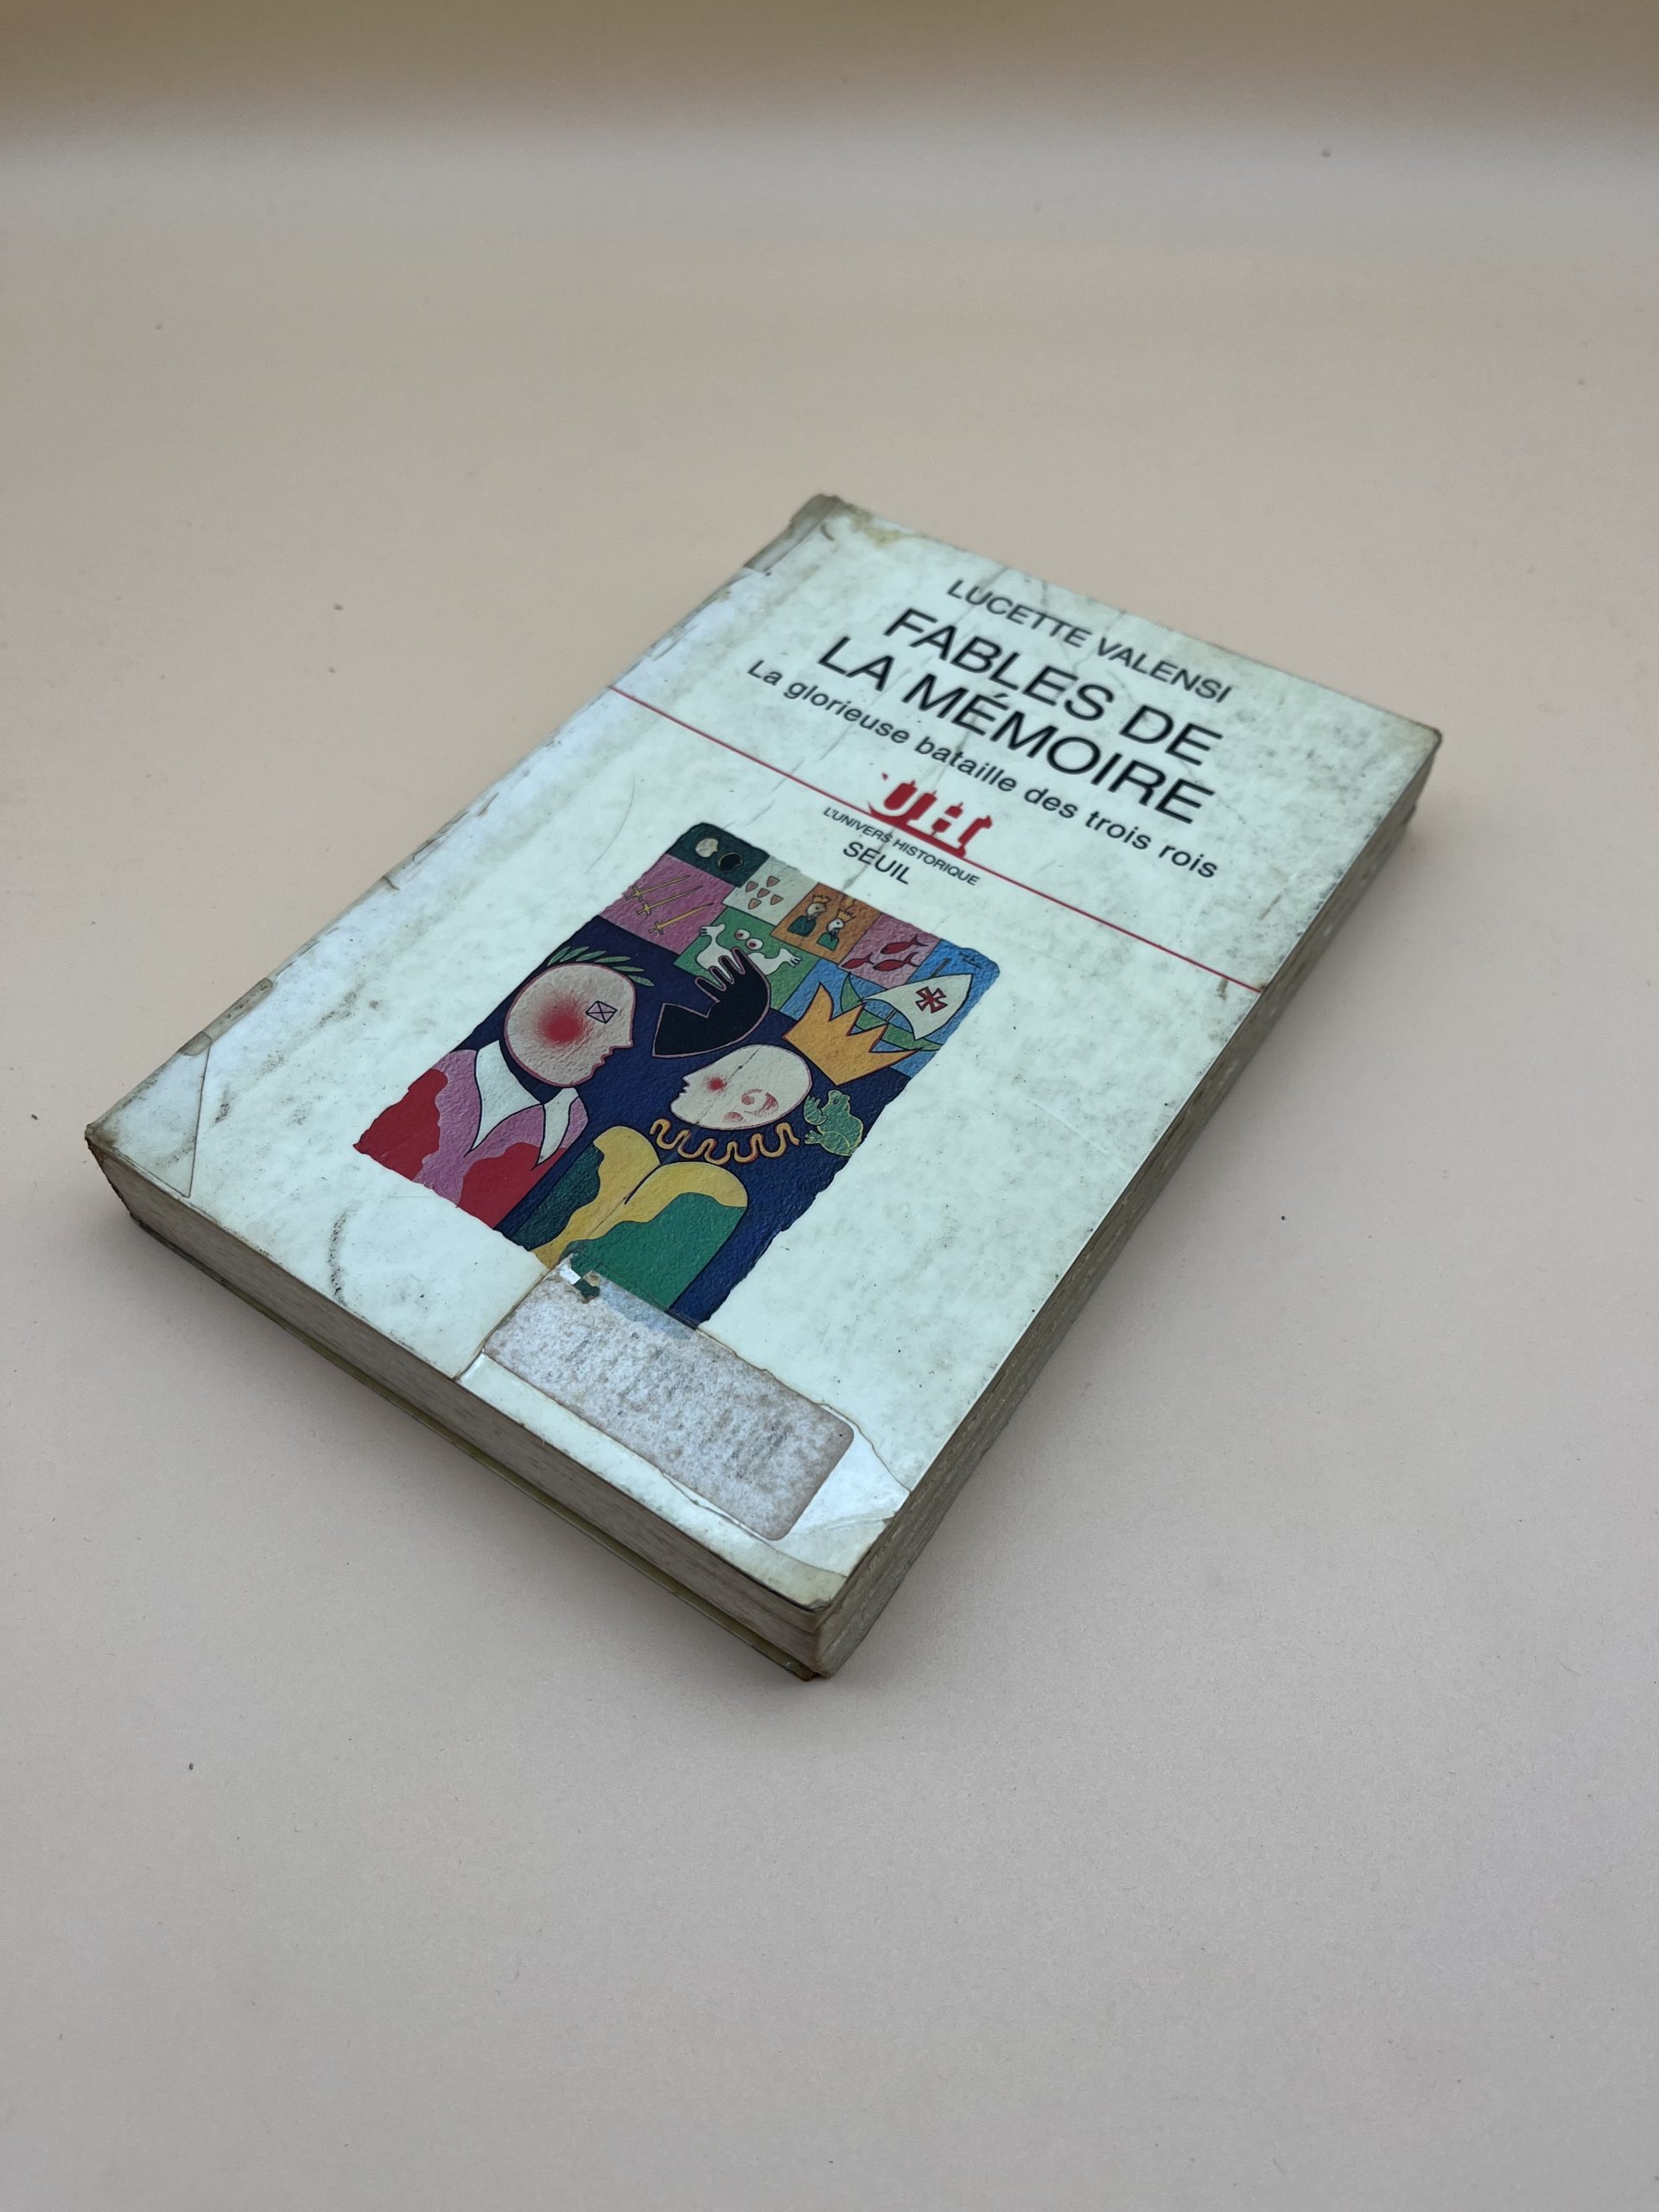 LUCETTE VALENSI
FABLES DE
LA MÉMOIRE
La glorieuse bataille des trois rois
L'UNIVERS HISTORIQUE
SEUIL